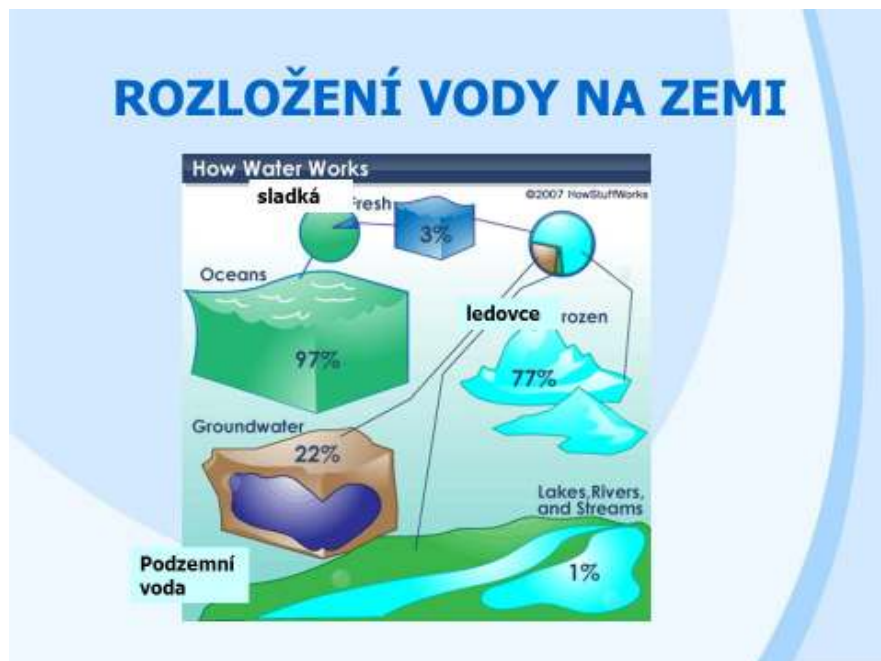 ROZLOŽENÍ VODY NA ZEMI
How Water Works
©2007 HowStuffWorks
sladká
Fresh
3%
Oceans
97%
ledovce
rozen
77%
Groundwater
22%
Lakes,Rivers,
and Streams
1%
Podzemní
voda